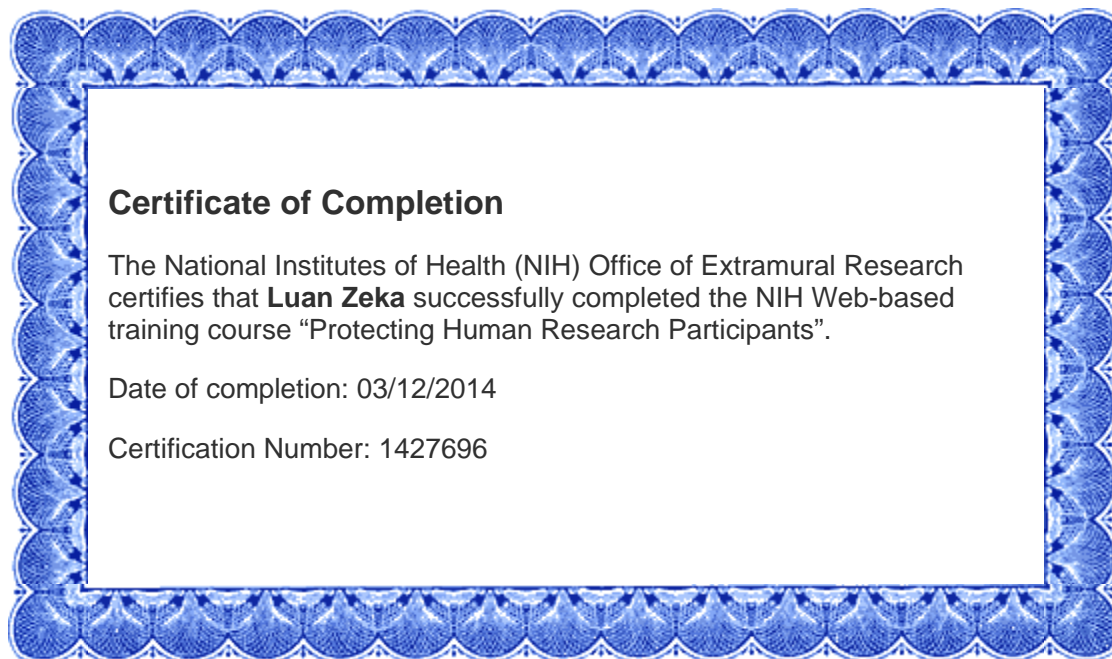 Certificate of Completion
The National Institutes of Health (NIH) Office of Extramural Research
certifies that Luan Zeka successfully completed the NIH Web-based
training course “Protecting Human Research Participants”.
Date of completion: 03/12/2014
Certification Number: 1427696